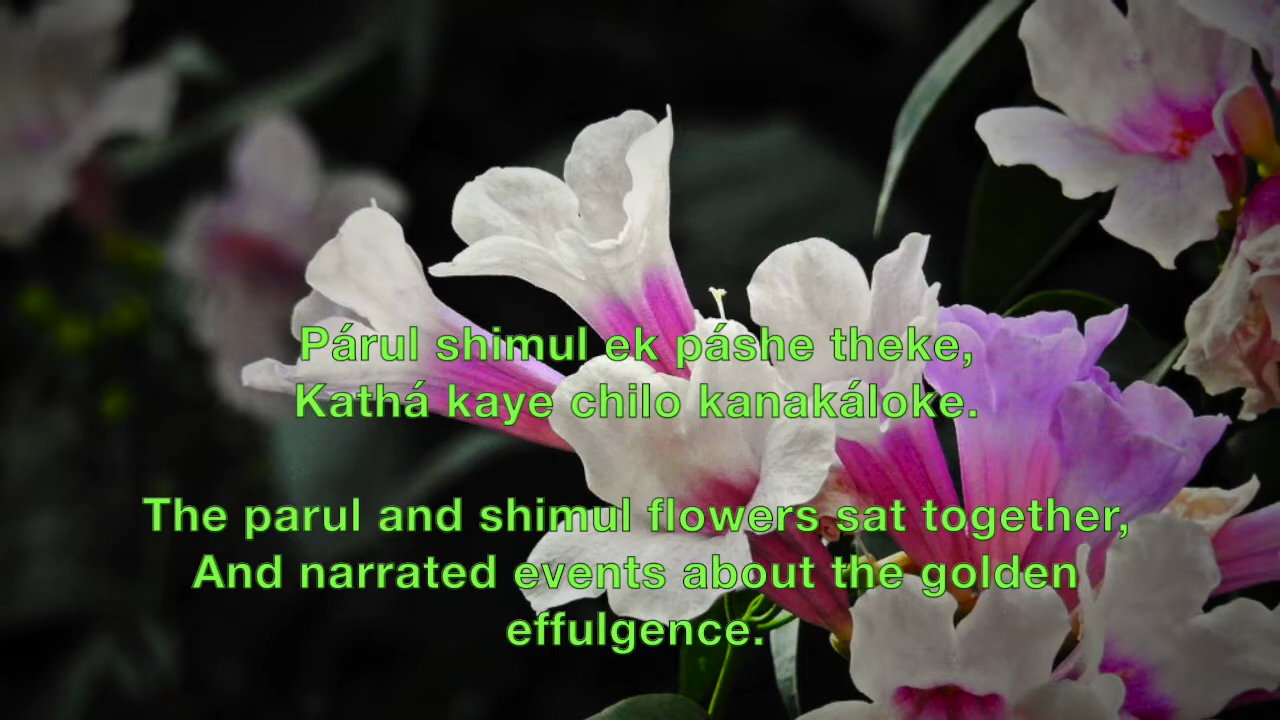 Párul shimul ek páshe theke,
Kathá kaye chilo kanakáloke.
The parul and shimul flowers sat together,
And narrated events about the golden
effulgence.